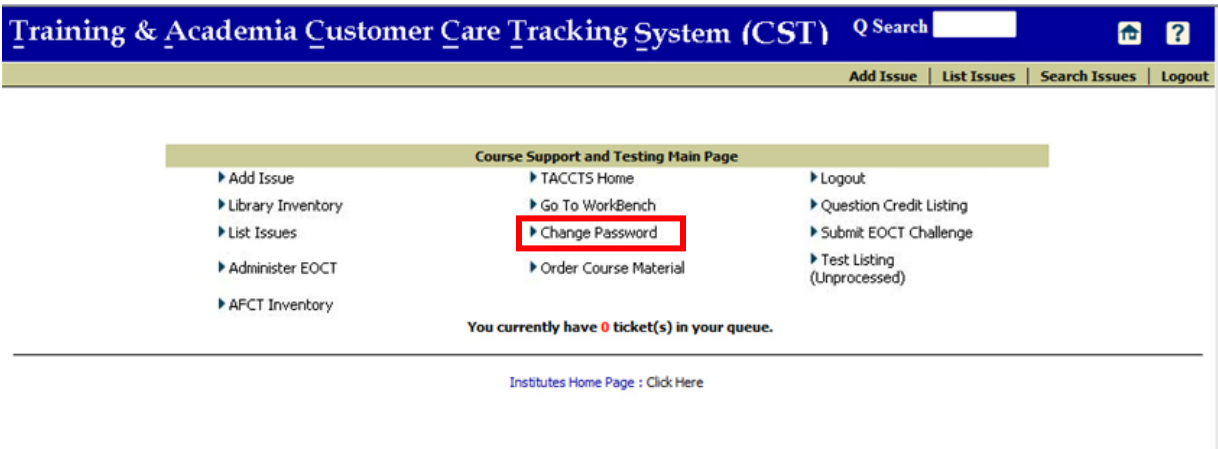 Training & Academia Customer Care Tracking System (CST) Q Search
Add Issue | List Issues | Search Issues | Logout
Course Support and Testing Main Page
Add Issue TACCTS Home Logout
Library Inventory Go To WorkBench Question Credit Listing
List Issues Change Password Submit EOCT Challenge
Administer EOCT Order Course Material Test Listing
(Unprocessed)
AFCT Inventory
You currently have 0 ticket(s) in your queue.
Institutes Home Page : Click Here